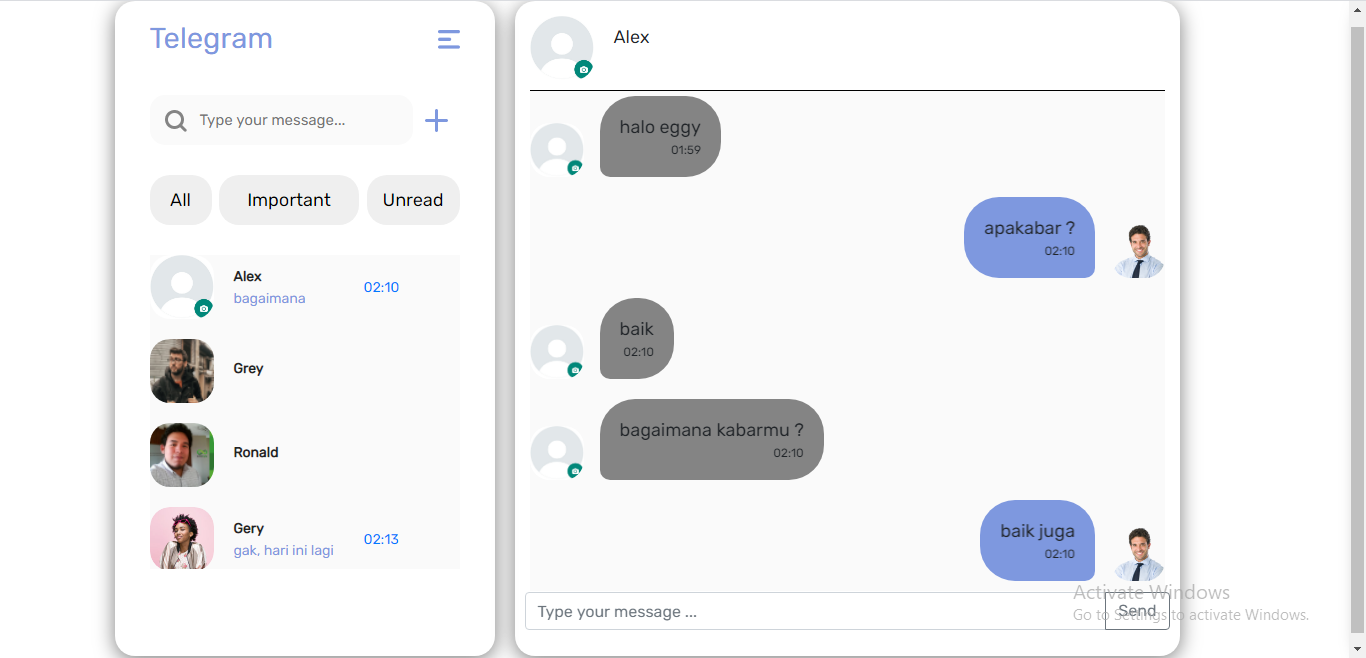 Telegram
Type your message...
All
Important
Unread
Alex
bagaimana
02:10
Grey
Ronald
Gery
gak, hari ini lagi
02:13
Alex
halo eggy
01:59
apakabar ?
02:10
baik
02:10
bagaimana kabarmu ?
02:10
baik juga
02:10
Type your message ...
Send
Activate Windows
Go to Settings to activate Windows.